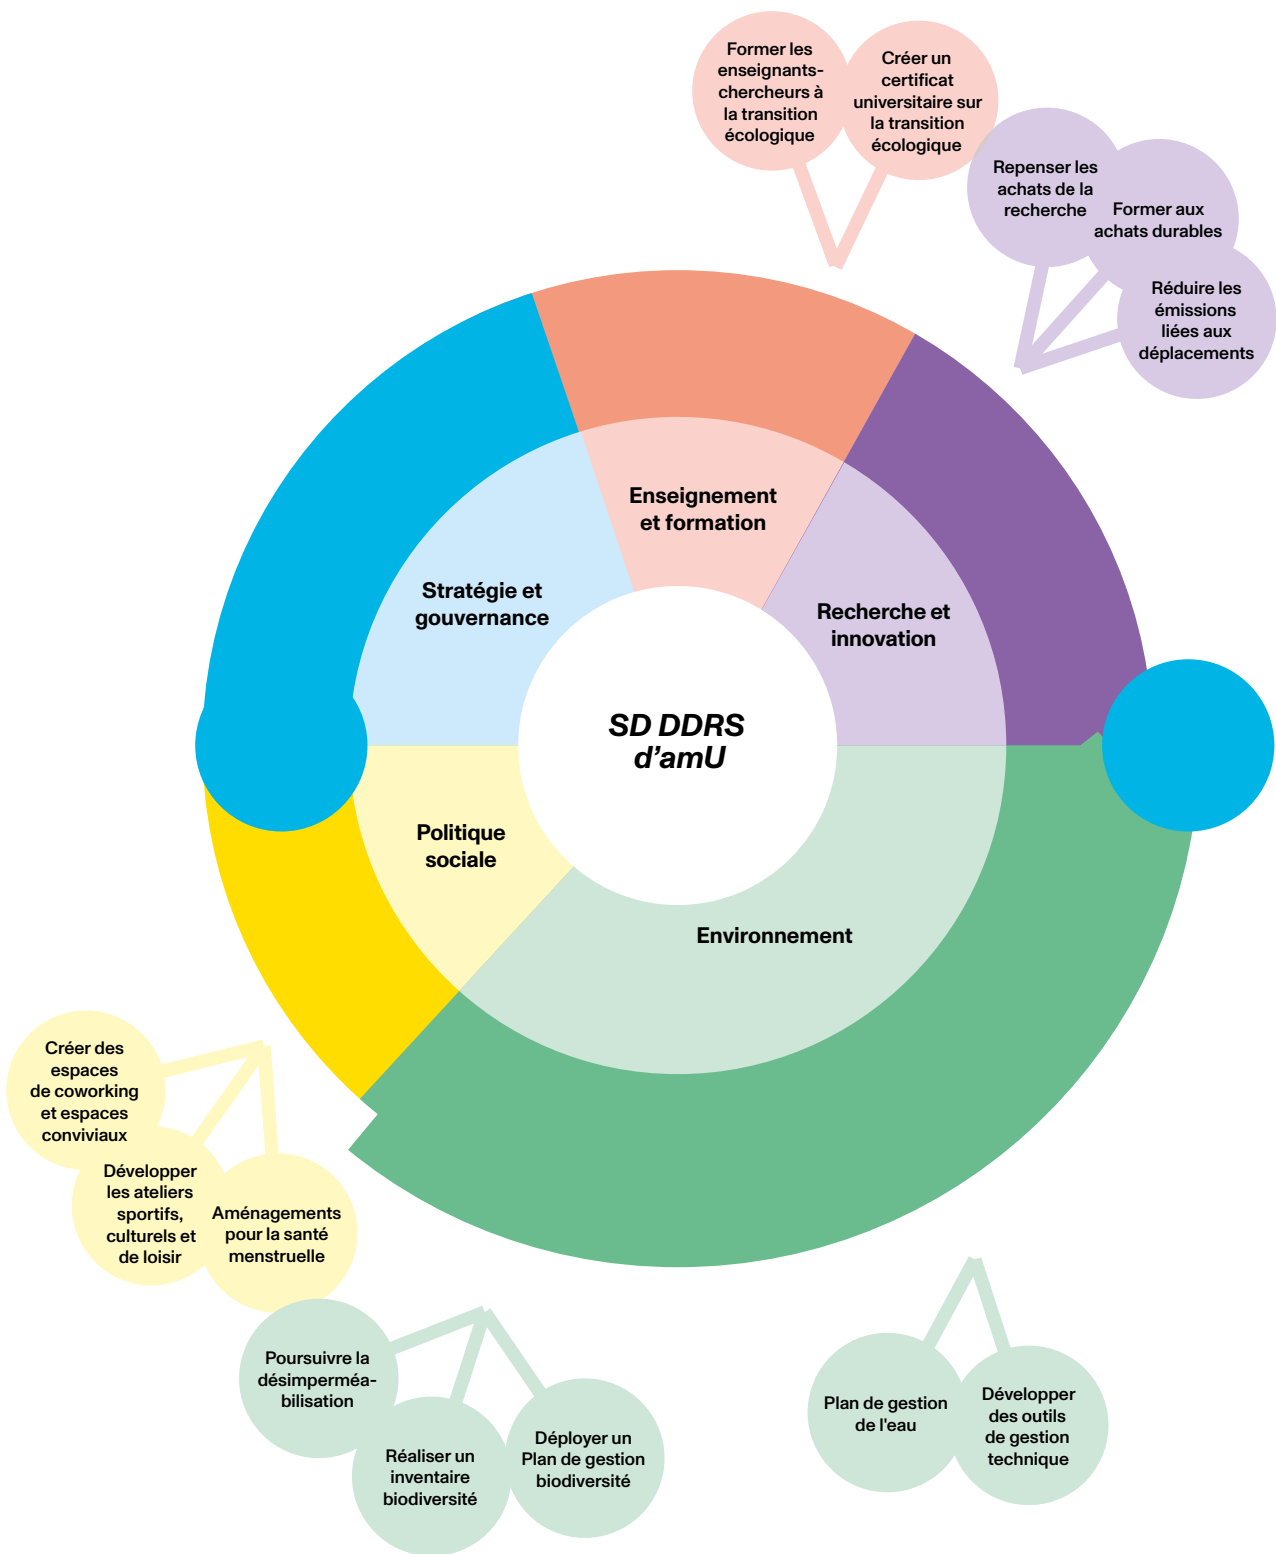 Former les
enseignants-
chercheurs à
la transition
écologique
Créer un
certificat
universitaire sur
la transition
écologique
Repenser les
achats de la
recherche
Former aux
achats durables
Réduire les
émissions
liées aux
déplacements
Enseignement
et formation
Stratégie et
gouvernance
Recherche et
innovation
SD DDRS
d'amU
Politique
sociale
Environnement
Créer des
espaces
de coworking
et espaces
conviviaux
Développer
les ateliers
sportifs,
culturels et
de loisir
Aménagements
pour la santé
menstruelle
Poursuivre la
désimperméa-
bilisation
Réaliser un
inventaire
biodiversité
Déployer un
Plan de gestion
biodiversité
Plan de gestion
de l'eau
Développer
des outils
de gestion
technique